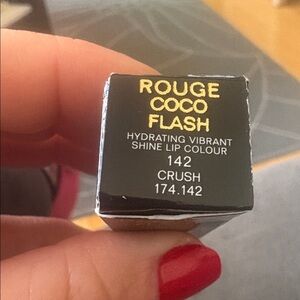 ROUGE
COCO
FLASH
HYDRATING VIBRANT
SHINE LIP COLOUR
142
CRUSH
174.142